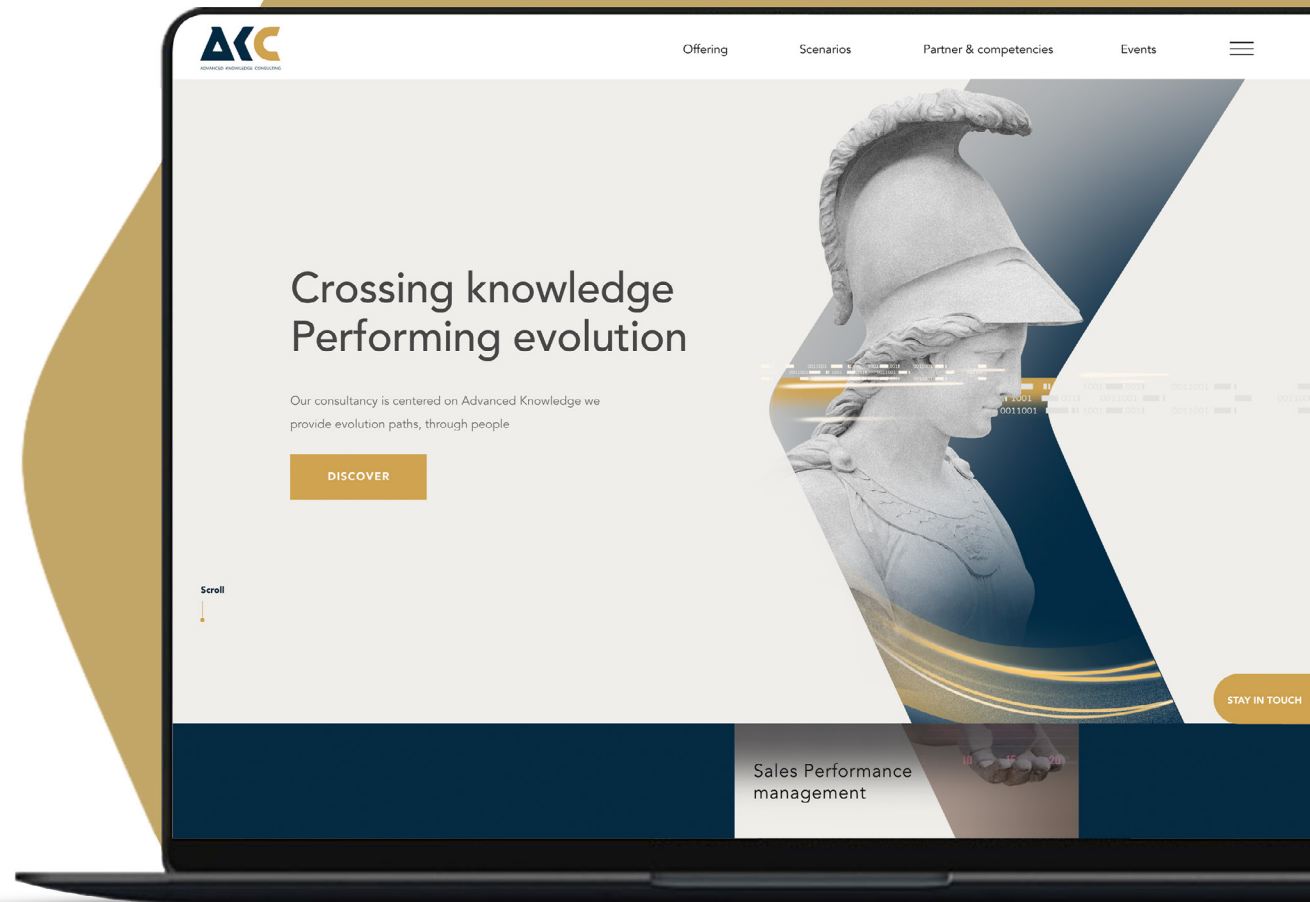 AKC
ADVANCED KNOWLEDGE CONSULTING
Offering
Scenarios
Partner & competencies
Events
Crossing knowledge
Performing evolution
Our consultancy is centered on Advanced Knowledge we
provide evolution paths, through people
DISCOVER
Scroll
STAY IN TOUCH
Sales Performance
management